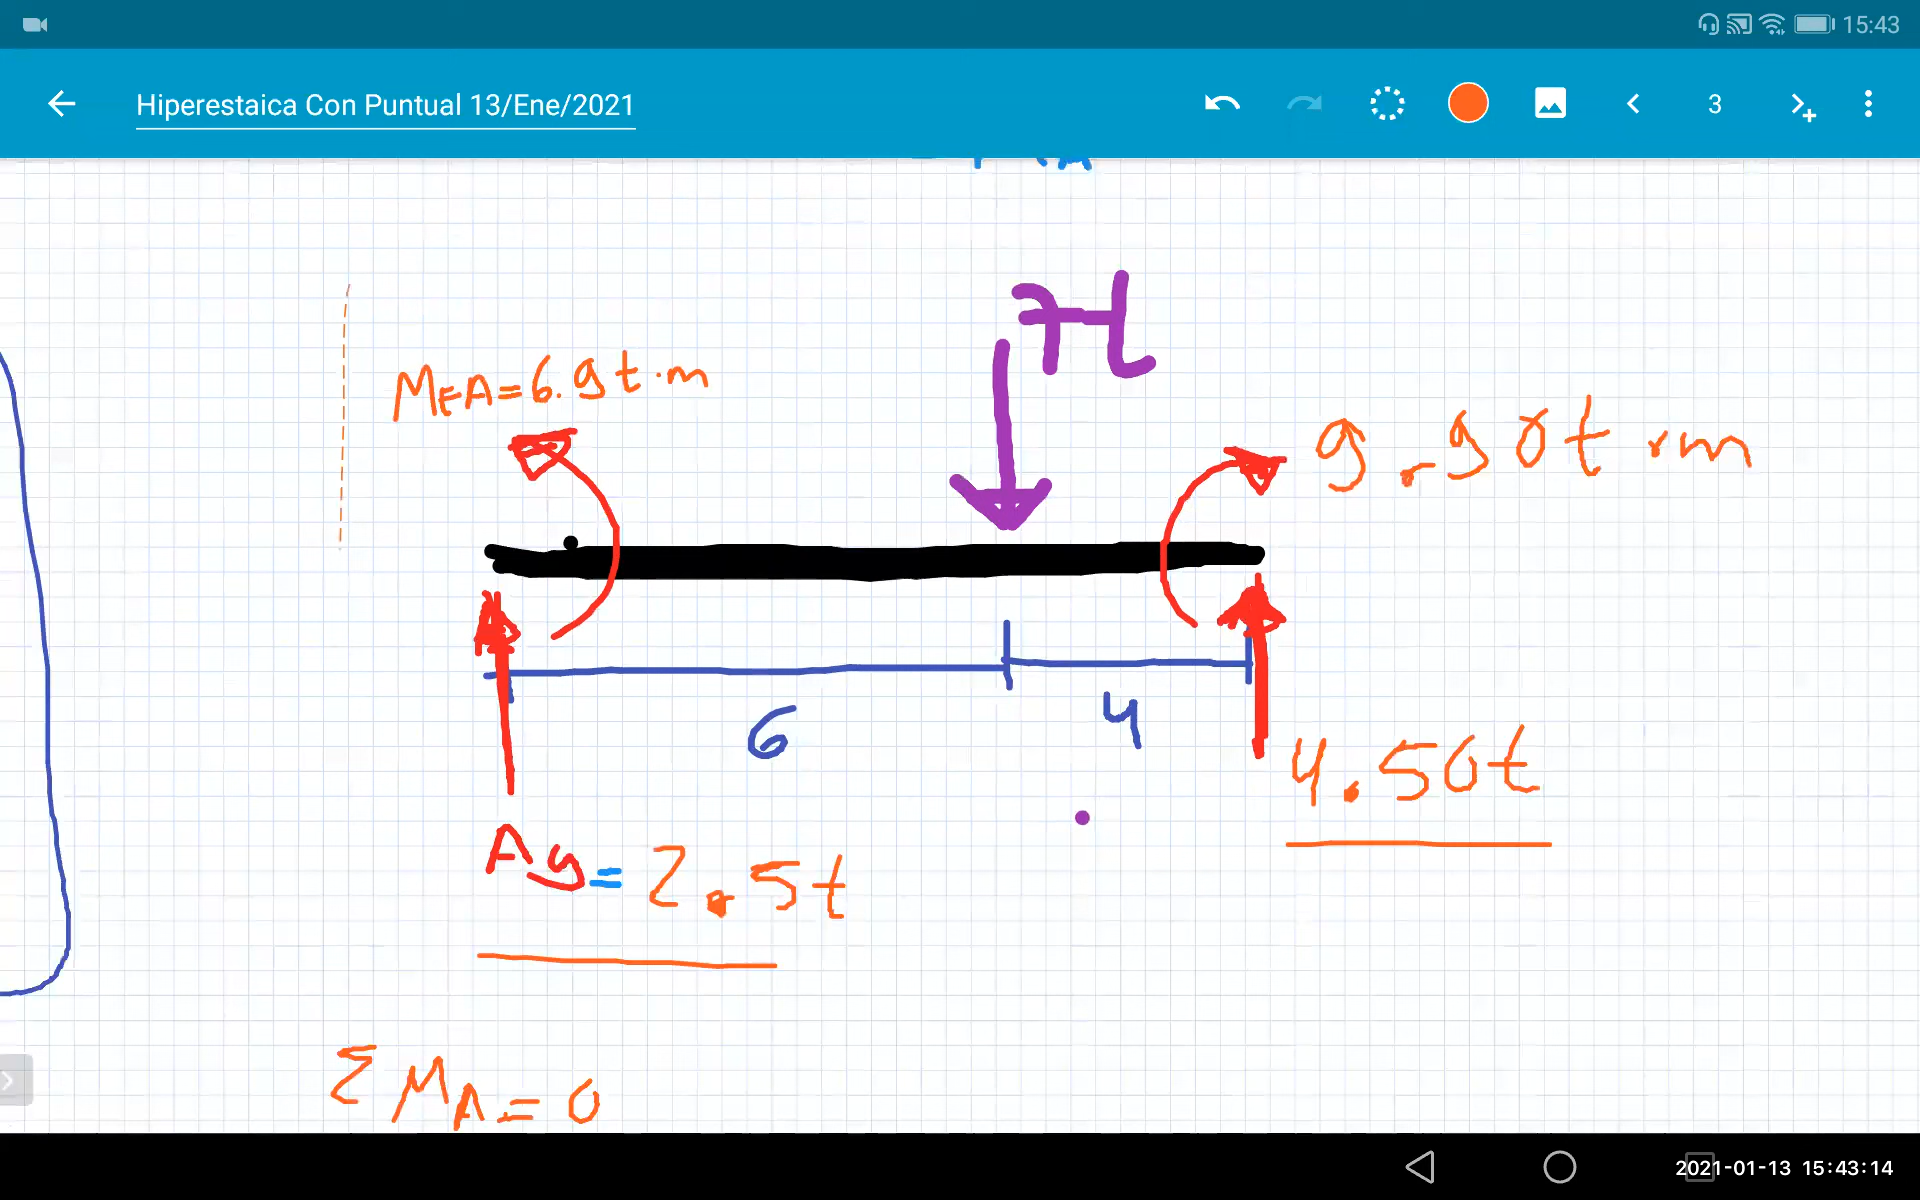 15:43
Hiperestaica Con Puntual 13/Ene/2021
3
7t
MEA=6.9t.m
9.90t.m
6
4
4.50t
Ay=2.5t
ΣMA=0
2021-01-13 15:43:14